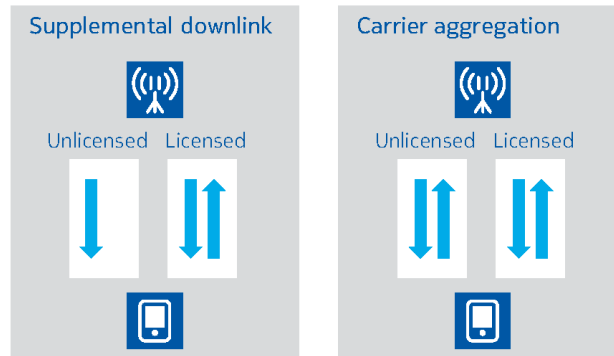 Supplemental downlink
Unlicensed Licensed
Carrier aggregation
Unlicensed Licensed